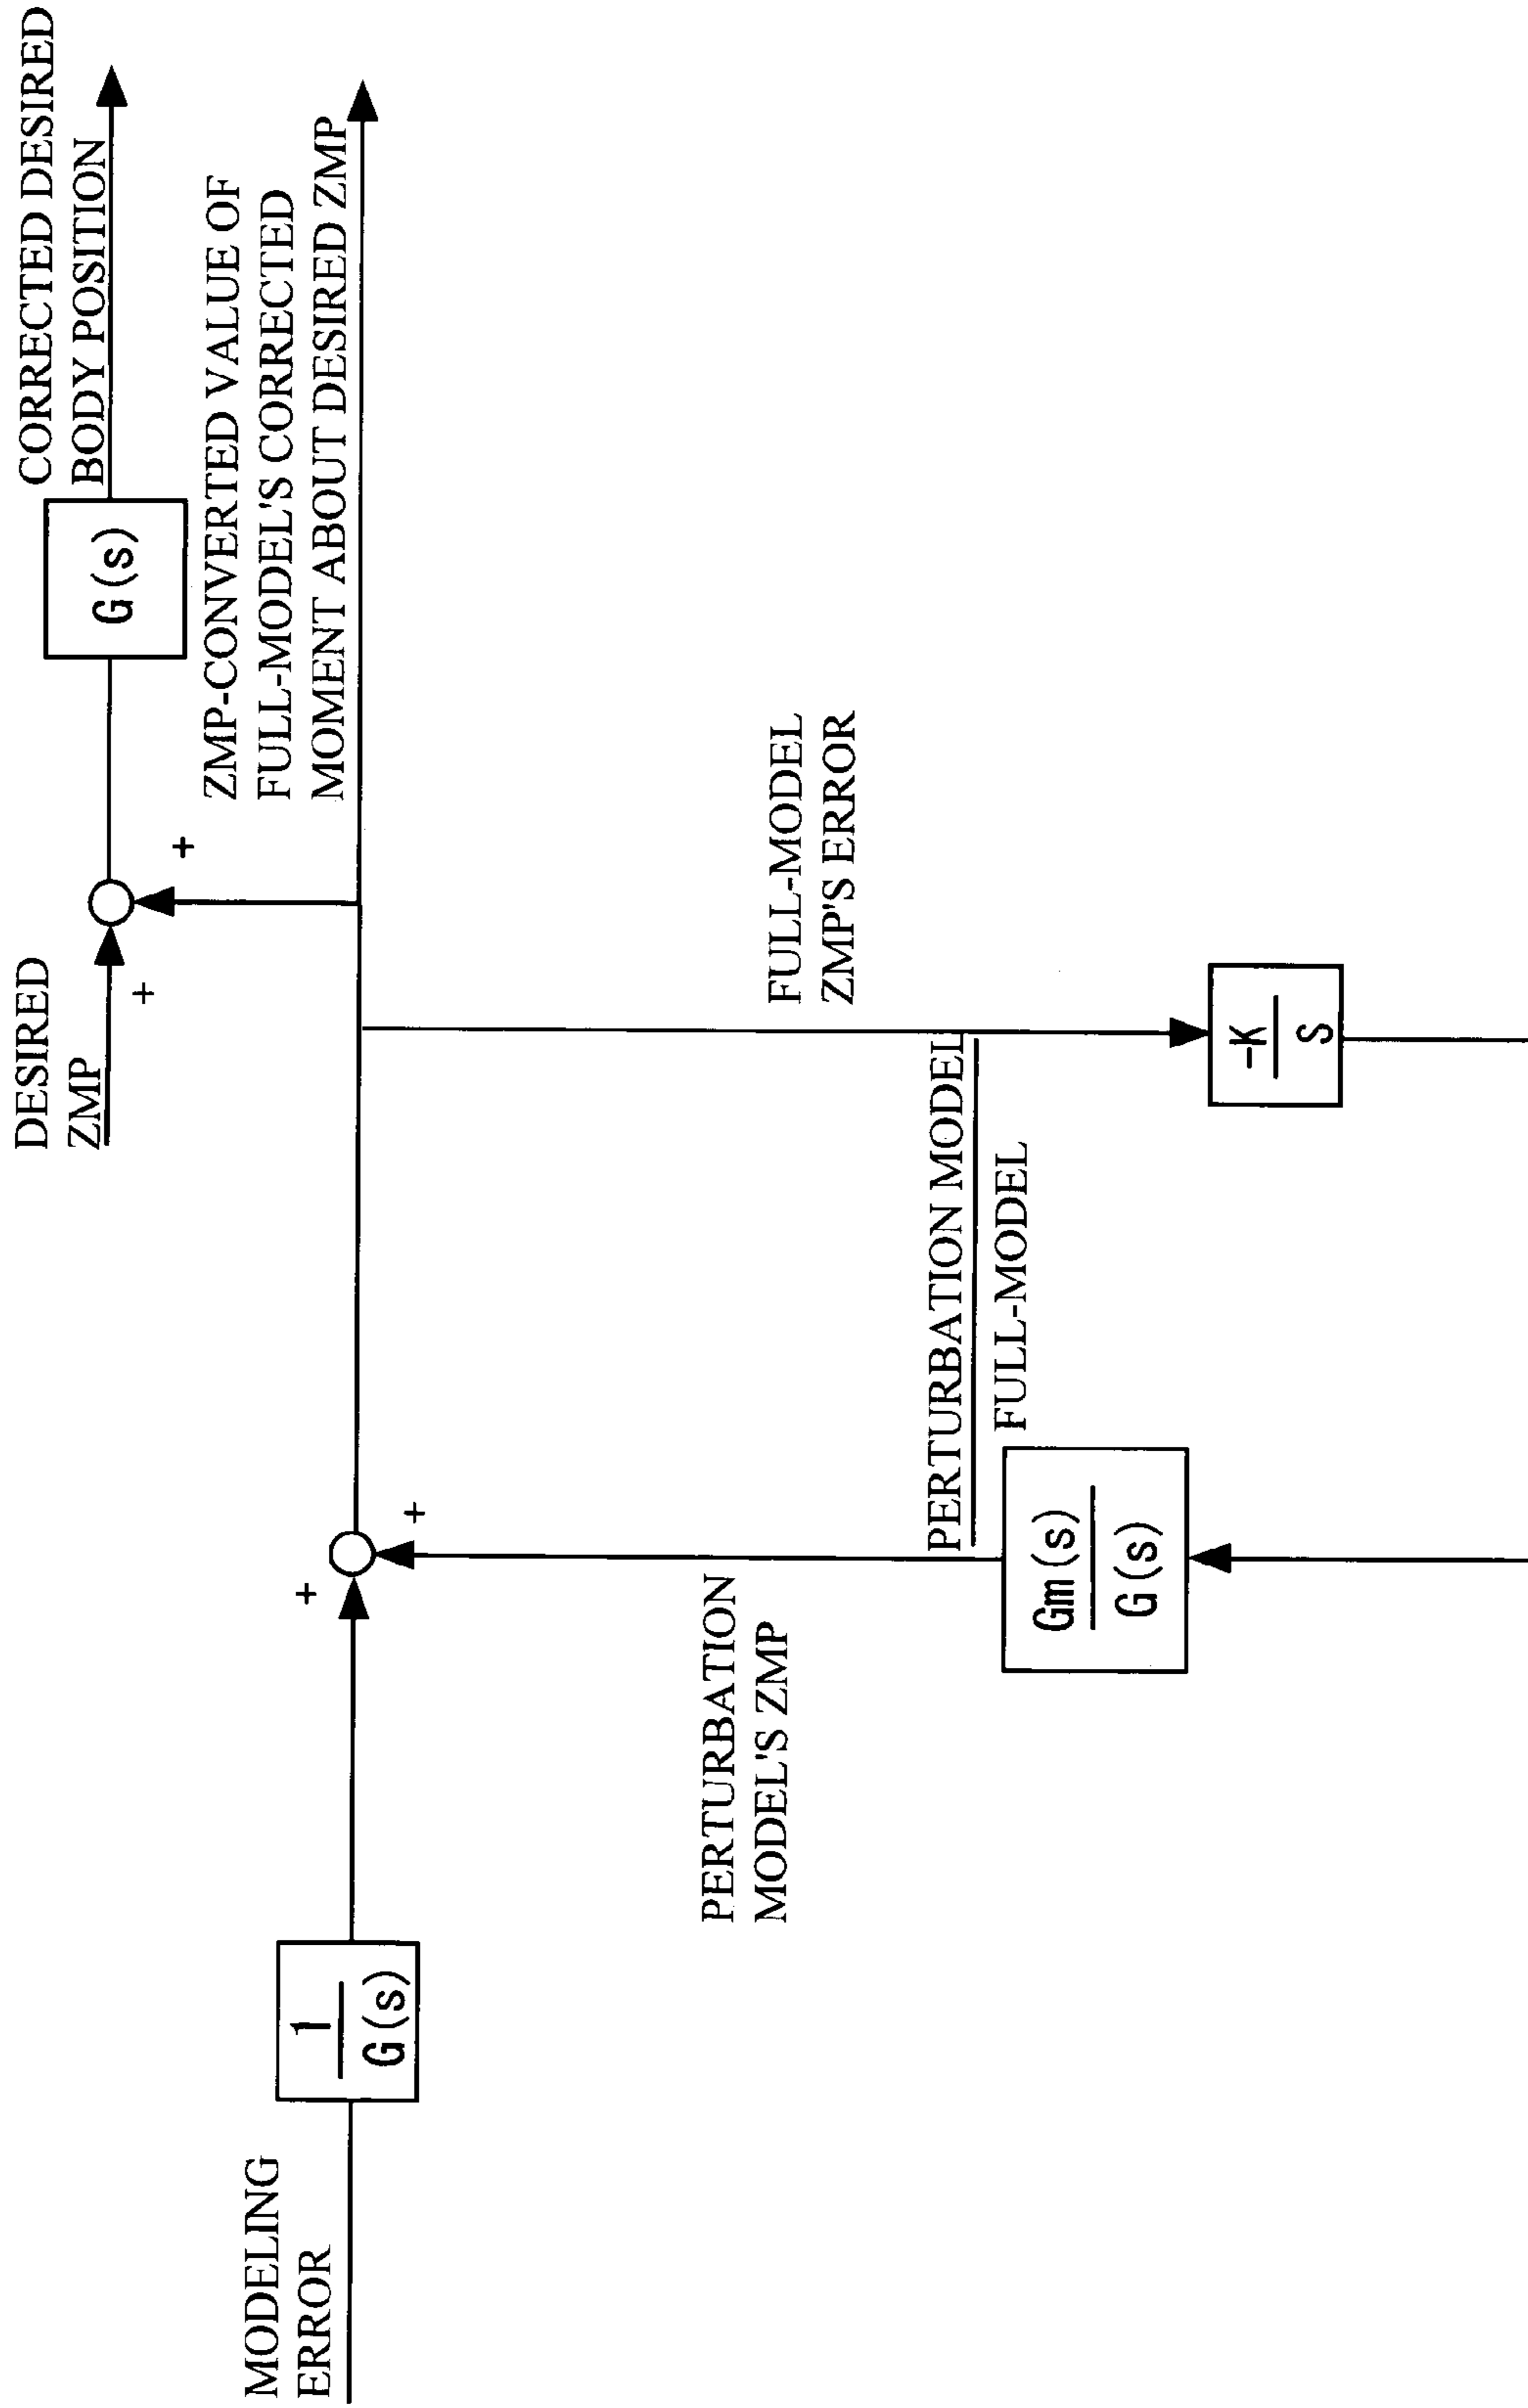 DESIRED
ZMP
+
+
G(s)
CORRECTED DESIRED
BODY POSITION
MODELING
ERROR
1
G(s)
+
+
ZMP-CONVERTED VALUE OF
FULL-MODEL'S CORRECTED
MOMENT ABOUT DESIRED ZMP
PERTURBATION
MODEL'S ZMP
FULL-MODEL
ZMP'S ERROR
PERTURBATION MODEL
FULL-MODEL
Gm(s)
G(s)
-K
S